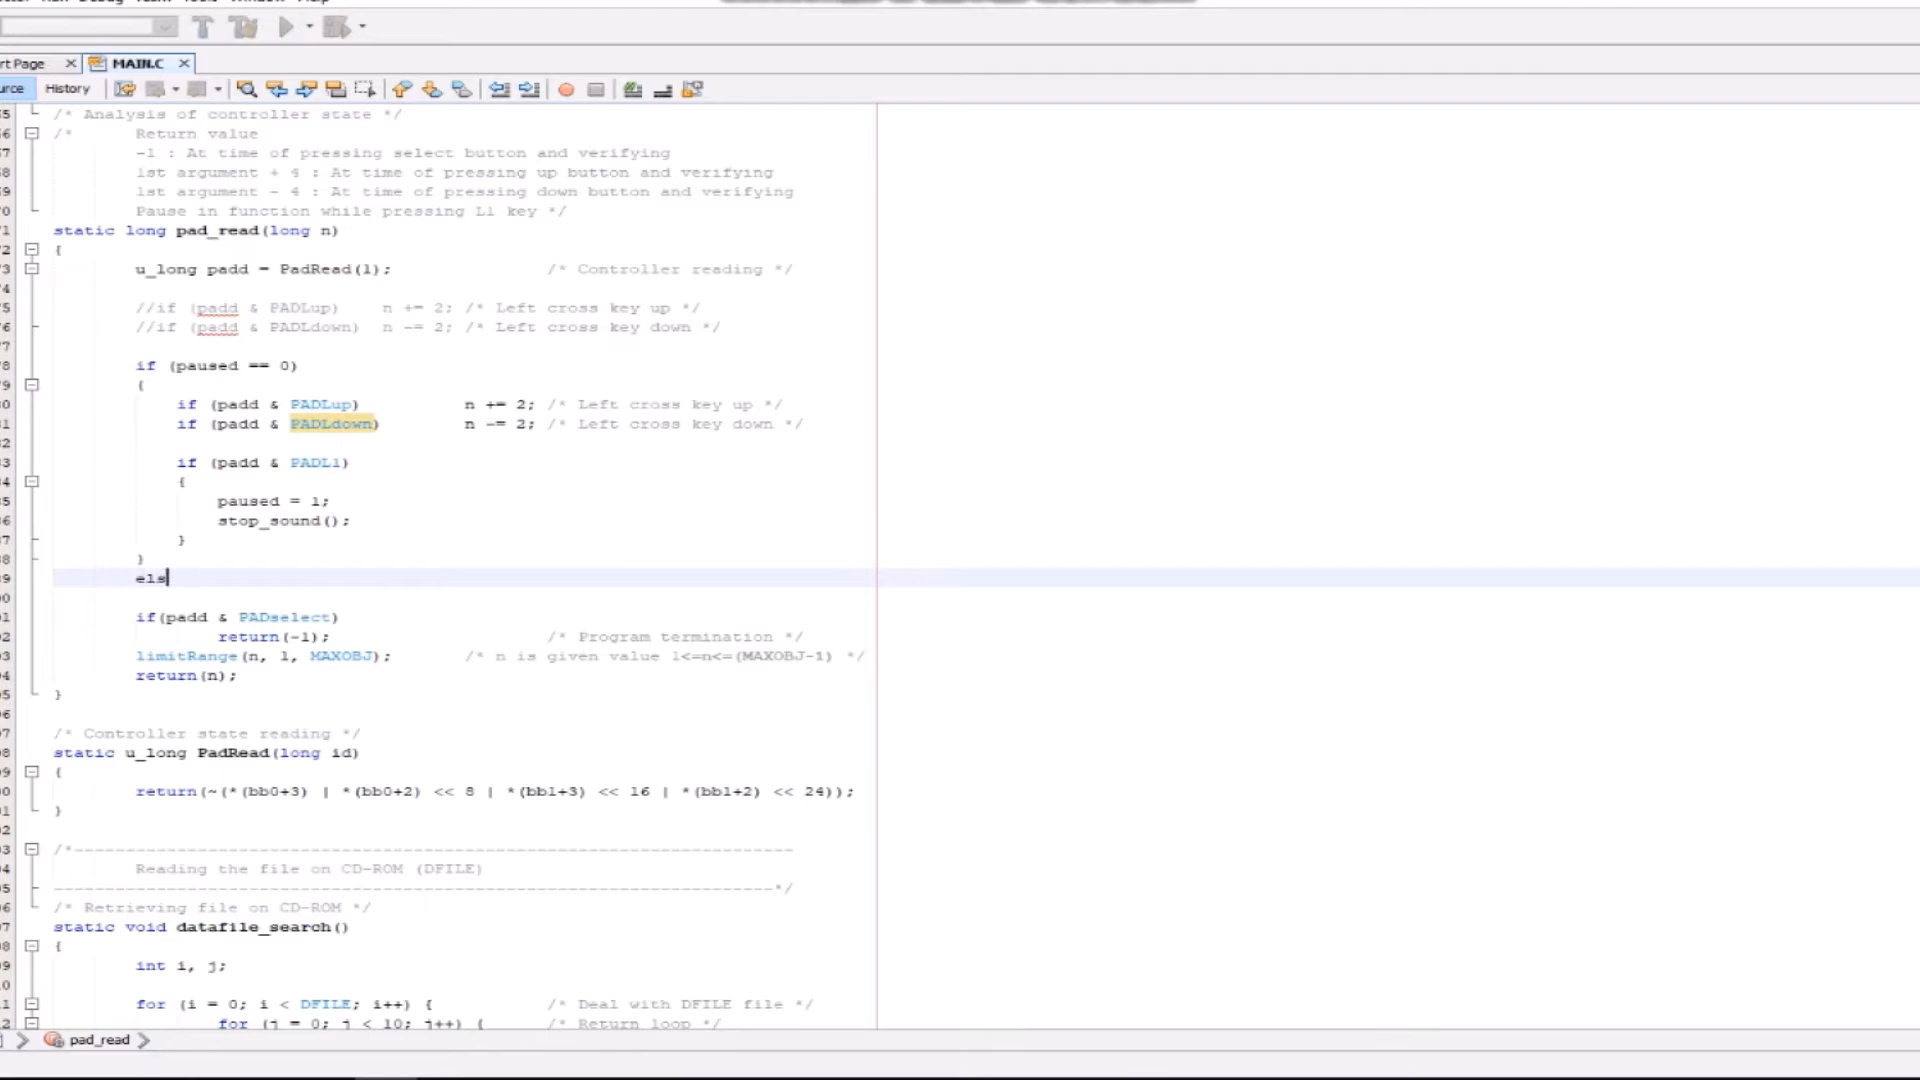 rt Page
MAIN.C
urce History
/* Analysis of controller state */
/* Return value
-1 : At time of pressing select button and verifying
1st argument + 4 : At time of pressing up button and verifying
1st argument - 4 : At time of pressing down button and verifying
Pause in function while pressing L1 key */
static long pad_read(long n)
{
u_long padd = PadRead(1); /* Controller reading */
//if (padd & PADLup) n += 2; /* Left cross key up */
//if (padd & PADLdown) n -= 2; /* Left cross key down */
if (paused == 0)
{
if (padd & PADLup) n += 2; /* Left cross key up */
if (padd & PADLdown) n -= 2; /* Left cross key down */
if (padd & PADL1)
{
paused = 1;
stop_sound();
}
}
els
if(padd & PADselect)
return(-1); /* Program termination */
limitRange(n, 1, MAXOBJ); /* n is given value 1<=n<=(MAXOBJ-1) */
return(n);
}
/* Controller state reading */
static u_long PadRead(long id)
{
return(~(*(bb0+3) | *(bb0+2) << 8 | *(bb1+3) << 16 | *(bb1+2) << 24));
}
/*----------------------------------------------------------------------
Reading the file on CD-ROM (DFILE)
----------------------------------------------------------------------*/
/* Retrieving file on CD-ROM */
static void datafile_search()
{
int i, j;
for (i = 0; i < DFILE; i++) { /* Deal with DFILE file */
for (j = 0; j < 10; j++) { /* Return loop */
pad_read